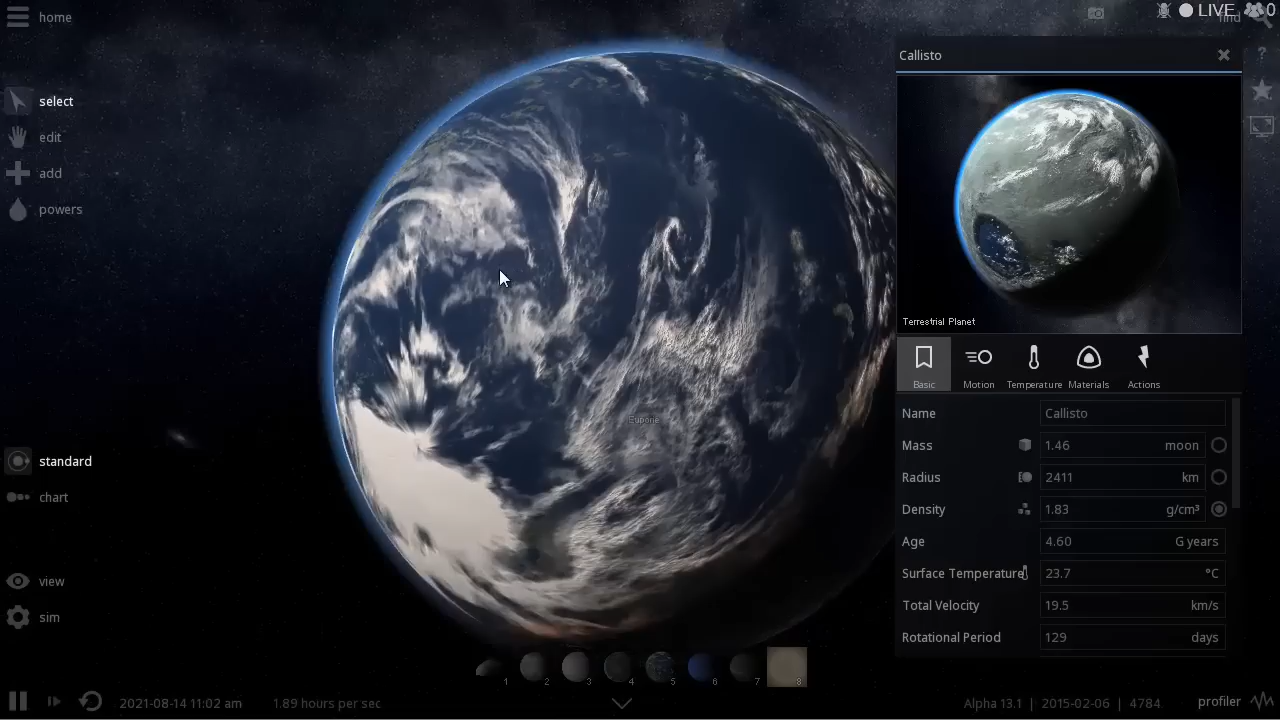 home
LIVE 0
find
Callisto
select
edit
add
powers
?
Terrestrial Planet
Basic Motion Temperature Materials Actions
Name Callisto
Euporie
Mass 1.46 moon
standard
Radius 2411 km
chart
Density 1.83 g/cm³
Age 4.60 G years
view
Surface Temperature 23.7 °C
sim
Total Velocity 19.5 km/s
Rotational Period 129 days
1 2 3 4 5 6 7 8
2021-08-14 11:02 am 1.89 hours per sec Alpha 13.1 | 2015-02-06 | 4784 profiler